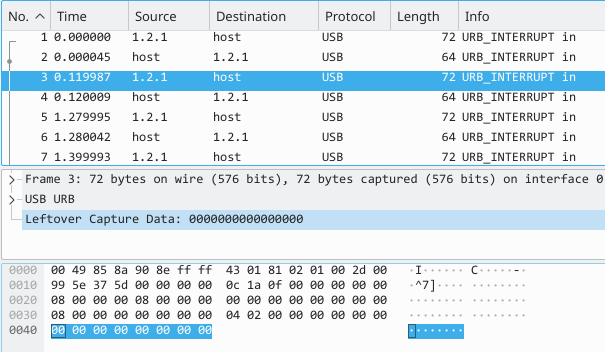 No. Time Source Destination Protocol Length Info
1 0.000000 1.2.1 host USB 72 URB_INTERRUPT in
2 0.000045 host 1.2.1 USB 64 URB_INTERRUPT in
3 0.119987 1.2.1 host USB 72 URB_INTERRUPT in
4 0.120009 host 1.2.1 USB 64 URB_INTERRUPT in
5 1.279995 1.2.1 host USB 72 URB_INTERRUPT in
6 1.280042 host 1.2.1 USB 64 URB_INTERRUPT in
7 1.399993 1.2.1 host USB 72 URB_INTERRUPT in
Frame 3: 72 bytes on wire (576 bits), 72 bytes captured (576 bits) on interface 0
USB URB
Leftover Capture Data: 0000000000000000
0000 00 49 85 8a 90 8e ff ff 43 01 81 02 01 00 2d 00 ·I······ C·····-·
0010 99 5e 37 5d 00 00 00 00 0c 1a 0f 00 00 00 00 00 ·^7]···· ········
0020 08 00 00 00 08 00 00 00 00 00 00 00 00 00 00 00 ········ ········
0030 08 00 00 00 00 00 00 00 04 02 00 00 00 00 00 00 ········ ········
0040 00 00 00 00 00 00 00 00 ········